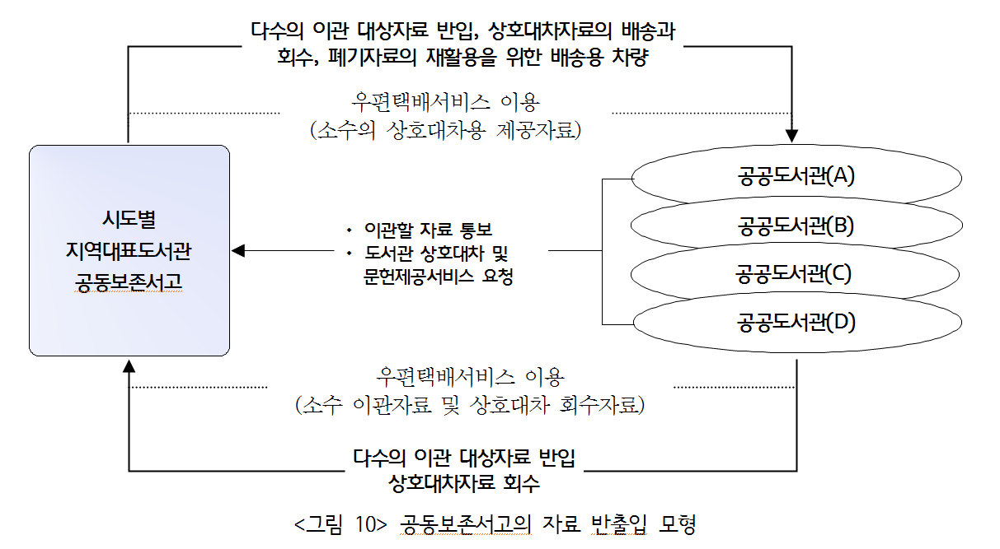 다수의 이관 대상자료 반입, 상호대차자료의 배송과
회수, 폐기자료의 재활용을 위한 배송용 차량
우편택배서비스 이용
(소수의 상호대차용 제공자료)
시도별
지역대표도서관
공동보존서고
· 이관할 자료 통보
· 도서관 상호대차 및
문헌제공서비스 요청
공공도서관(A)
공공도서관(B)
공공도서관(C)
공공도서관(D)
우편택배서비스 이용
(소수 이관자료 및 상호대차 회수자료)
다수의 이관 대상자료 반입
상호대차자료 회수
<그림 10> 공동보존서고의 자료 반출입 모형